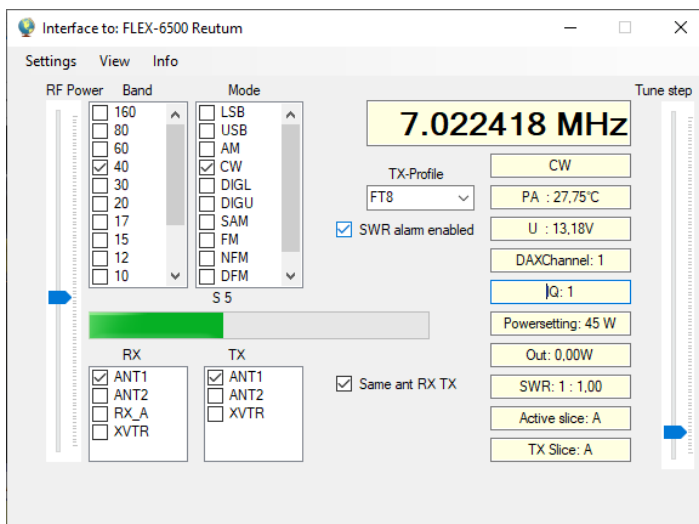 Interface to: FLEX-6500 Reutum
Settings View Info
RF Power
Band
160
80
60
40
30
20
17
15
12
10
Mode
LSB
USB
AM
CW
DIGL
DIGU
SAM
FM
NFM
DFM
S 5
RX
ANT1
ANT2
RX_A
XVTR
TX
ANT1
ANT2
XVTR
7.022418 MHz
TX-Profile
FT8
SWR alarm enabled
Same ant RX TX
CW
PA : 27,75°C
U : 13,18V
DAXChannel: 1
IQ: 1
Powersetting: 45 W
Out: 0,00W
SWR: 1 : 1,00
Active slice: A
TX Slice: A
Tune step